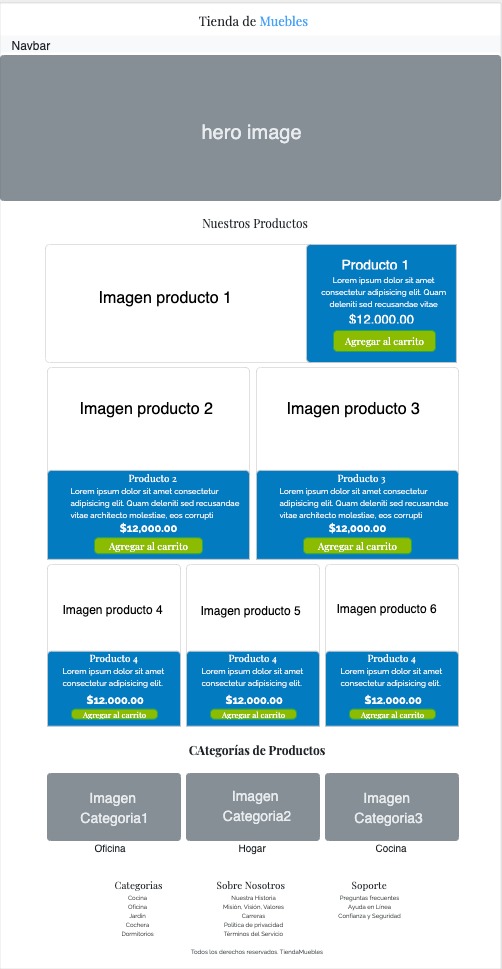 Tienda de Muebles
Navbar
hero image
Nuestros Productos
Imagen producto 1
Producto 1
Lorem ipsum dolor sit amet
consectetur adipisicing elit. Quam
deleniti sed recusandae vitae
$12.000.00
Agregar al carrito
Imagen producto 2
Producto 2
Lorem ipsum dolor sit amet consectetur
adipisicing elit. Quam deleniti sed recusandae
vitae architecto molestiae, eos corrupti
$12,000.00
Agregar al carrito
Imagen producto 3
Producto 3
Lorem ipsum dolor sit amet consectetur
adipisicing elit. Quam deleniti sed recusandae
vitae architecto molestiae, eos corrupti
$12,000.00
Agregar al carrito
Imagen producto 4
Producto 4
Lorem ipsum dolor sit amet
consectetur adipisicing elit.
$12.000.00
Agregar al carrito
Imagen producto 5
Producto 4
Lorem ipsum dolor sit amet
consectetur adipisicing elit.
$12.000.00
Agregar al carrito
Imagen producto 6
Producto 4
Lorem ipsum dolor sit amet
consectetur adipisicing elit.
$12.000.00
Agregar al carrito
CAtegorías de Productos
Imagen
Categoria1
Oficina
Imagen
Categoria2
Hogar
Imagen
Categoria3
Cocina
Categorias
Cocina
Oficina
Jardin
Cochera
Dormitorios
Sobre Nosotros
Nuestra Historia
Misión, Visión, Valores
Carreras
Política de privacidad
Términos del Servicio
Soporte
Preguntas frecuentes
Ayuda en Linea
Confianza y Seguridad
Todos los derechos reservados. TiendaMuebles